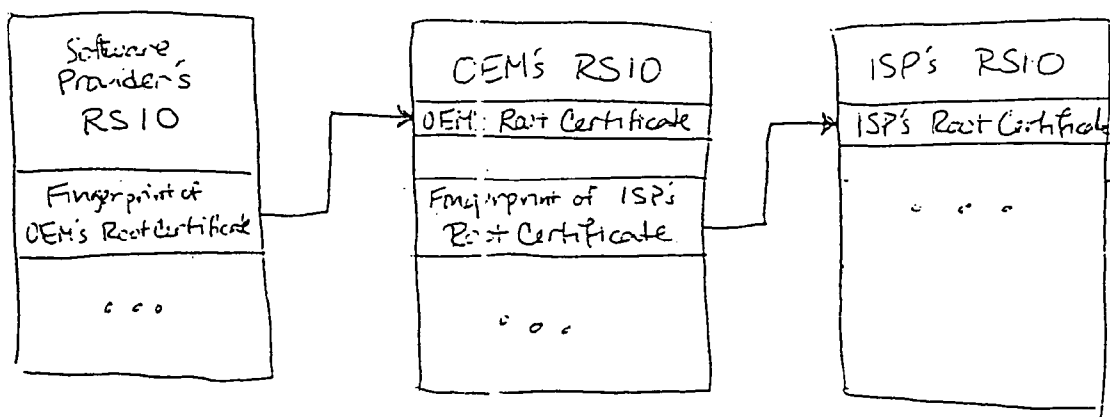 Software
Provider's
RSIO
Fingerprint of
OEM's Root Certificate
. . .
OEM's RSIO
OEM's Root Certificate
Fingerprint of ISP's
Root Certificate
. . .
ISP's RSIO
ISP's Root Certificate
. . .